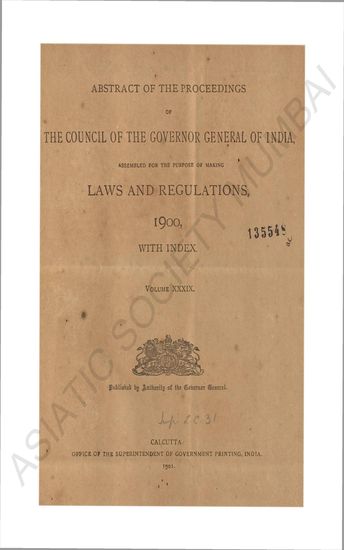 ABSTRACT OF THE PROCEEDINGS
OF
THE COUNCIL OF THE GOVERNOR GENERAL OF INDIA,
ASSEMBLED FOR THE PURPOSE OF MAKING
LAWS AND REGULATIONS,
1900,
135548
WITH INDEX.
VOLUME XXXIX.
Published by Authority of the Governor General.
CALCUTTA:
OFFICE OF THE SUPERINTENDENT OF GOVERNMENT PRINTING, INDIA.
1901.
ASIATIC SOCIETY MUMBAI